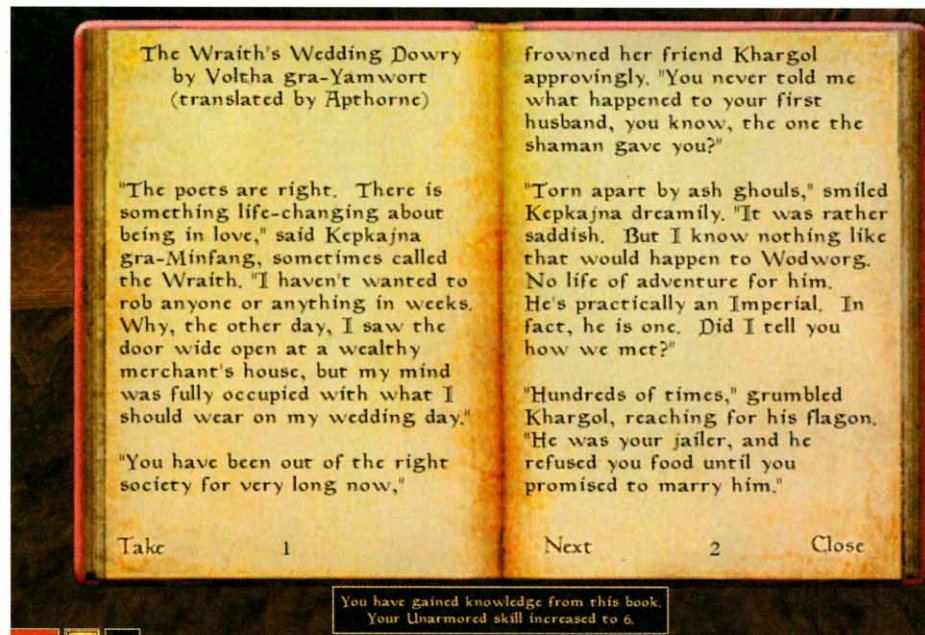 The Wraith's Wedding Dowry
by Voltha gra-Yamwort
(translated by Apthorne)
"The poets are right. There is
something life-changing about
being in love," said Kepkajna
gra-Minfang, sometimes called
the Wraith. "I haven't wanted to
rob anyone or anything in weeks.
Why, the other day, I saw the
door wide open at a wealthy
merchant's house, but my mind
was fully occupied with what I
should wear on my wedding day."
"You have been out of the right
society for very long now,"
frowned her friend Khargol
approvingly. "You never told me
what happened to your first
husband, you know, the one the
shaman gave you?"
"Torn apart by ash ghouls," smiled
Kepkajna dreamily. "It was rather
saddish. But I know nothing like
that would happen to Wodworg.
No life of adventure for him.
He's practically an Imperial. In
fact, he is one. Did I tell you
how we met?"
"Hundreds of times," grumbled
Khargol, reaching for his flagon.
"He was your jailer, and he
refused you food until you
promised to marry him."
Take 1 Next 2 Close
You have gained knowledge from this book.
Your Unarmored skill increased to 6.